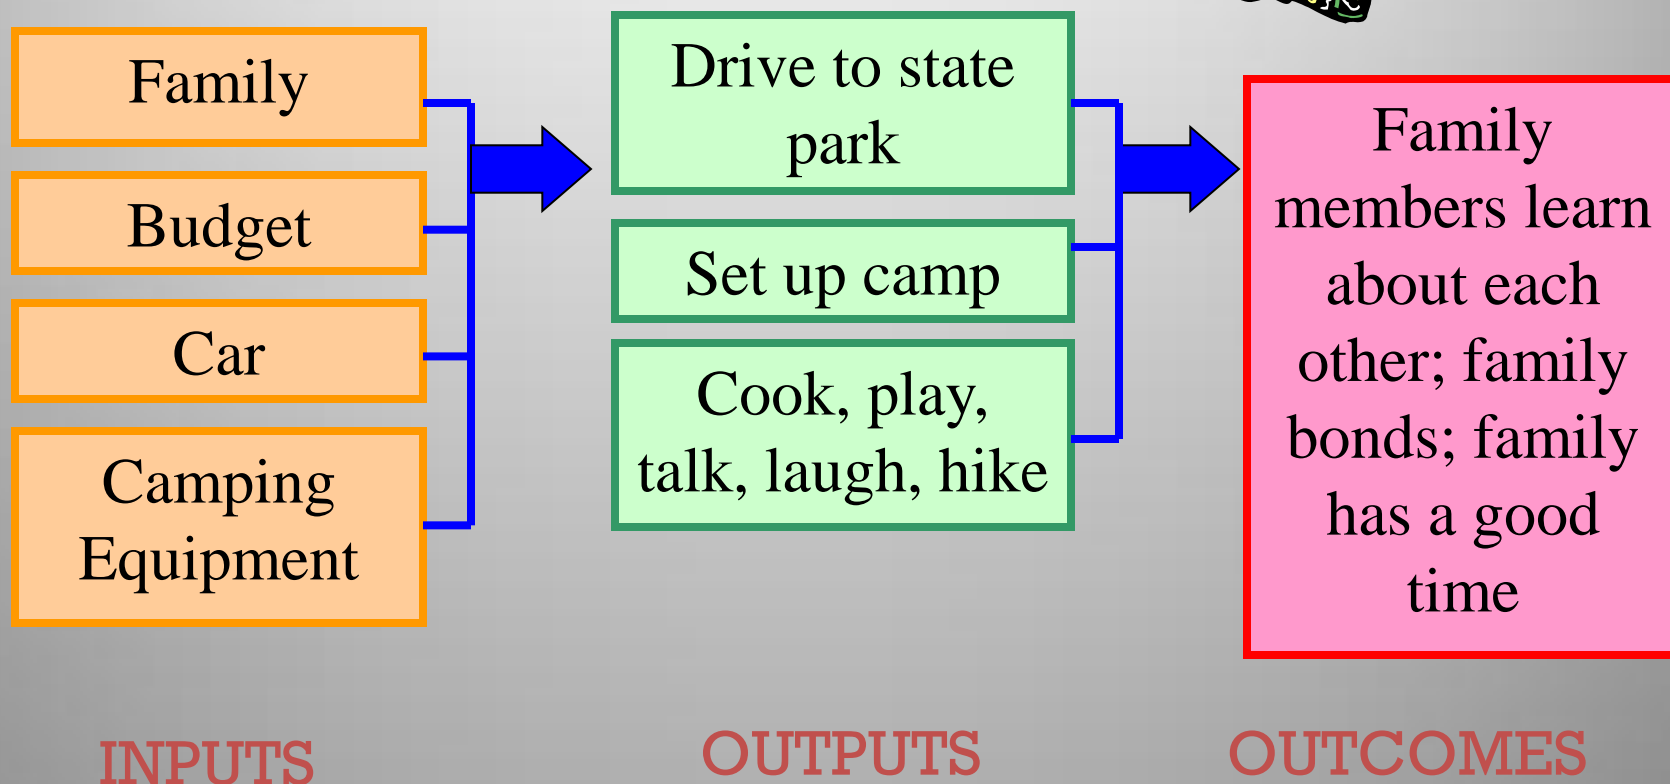 Family
Budget
Car
Camping
Equipment
Drive to state
park
Set up camp
Cook, play,
talk, laugh, hike
Family
members learn
about each
other; family
bonds; family
has a good
time
INPUTS
OUTPUTS
OUTCOMES